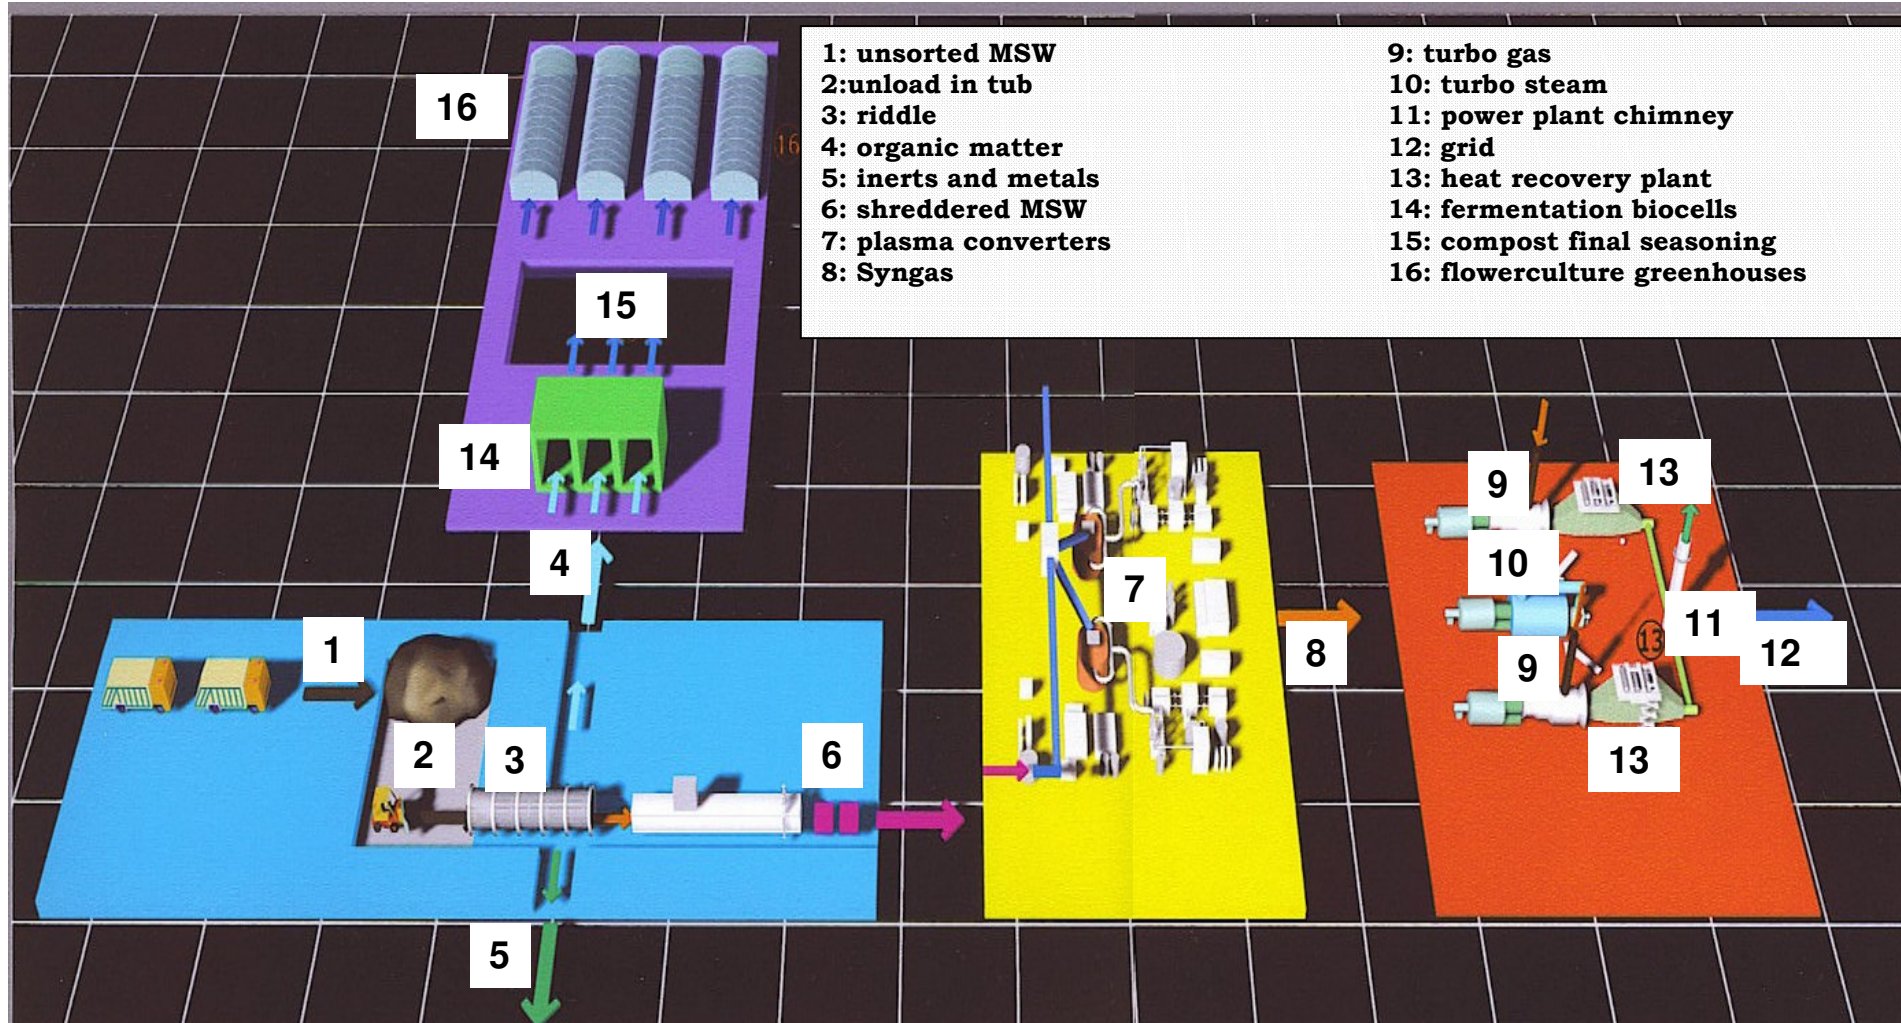 1: unsorted MSW
2:unload in tub
3: riddle
4: organic matter
5: inerts and metals
6: shreddered MSW
7: plasma converters
8: Syngas
9: turbo gas
10: turbo steam
11: power plant chimney
12: grid
13: heat recovery plant
14: fermentation biocells
15: compost final seasoning
16: flowerculture greenhouses
16
16
15
14
4
1
2
3
6
5
7
8
9
13
10
11
13
12
9
13